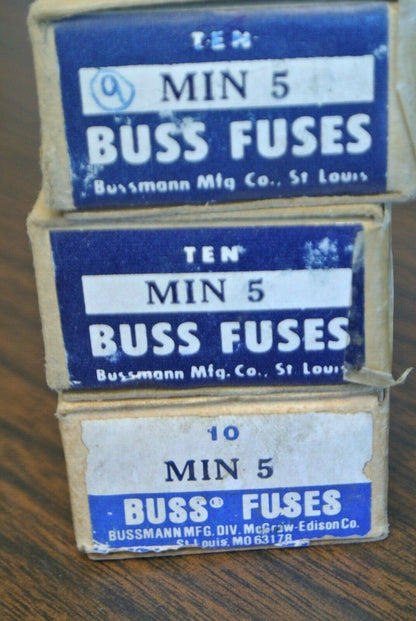 TEN
9 MIN 5
BUSS FUSES
Bussmann Mfg Co., St Louis
TEN
MIN 5
BUSS FUSES
Bussmann Mfg. Co., St Louis
10
MIN 5
BUSS® FUSES
BUSSMANN MFG. DIV. McGraw-Edison Co.
St Louis, MO 63178